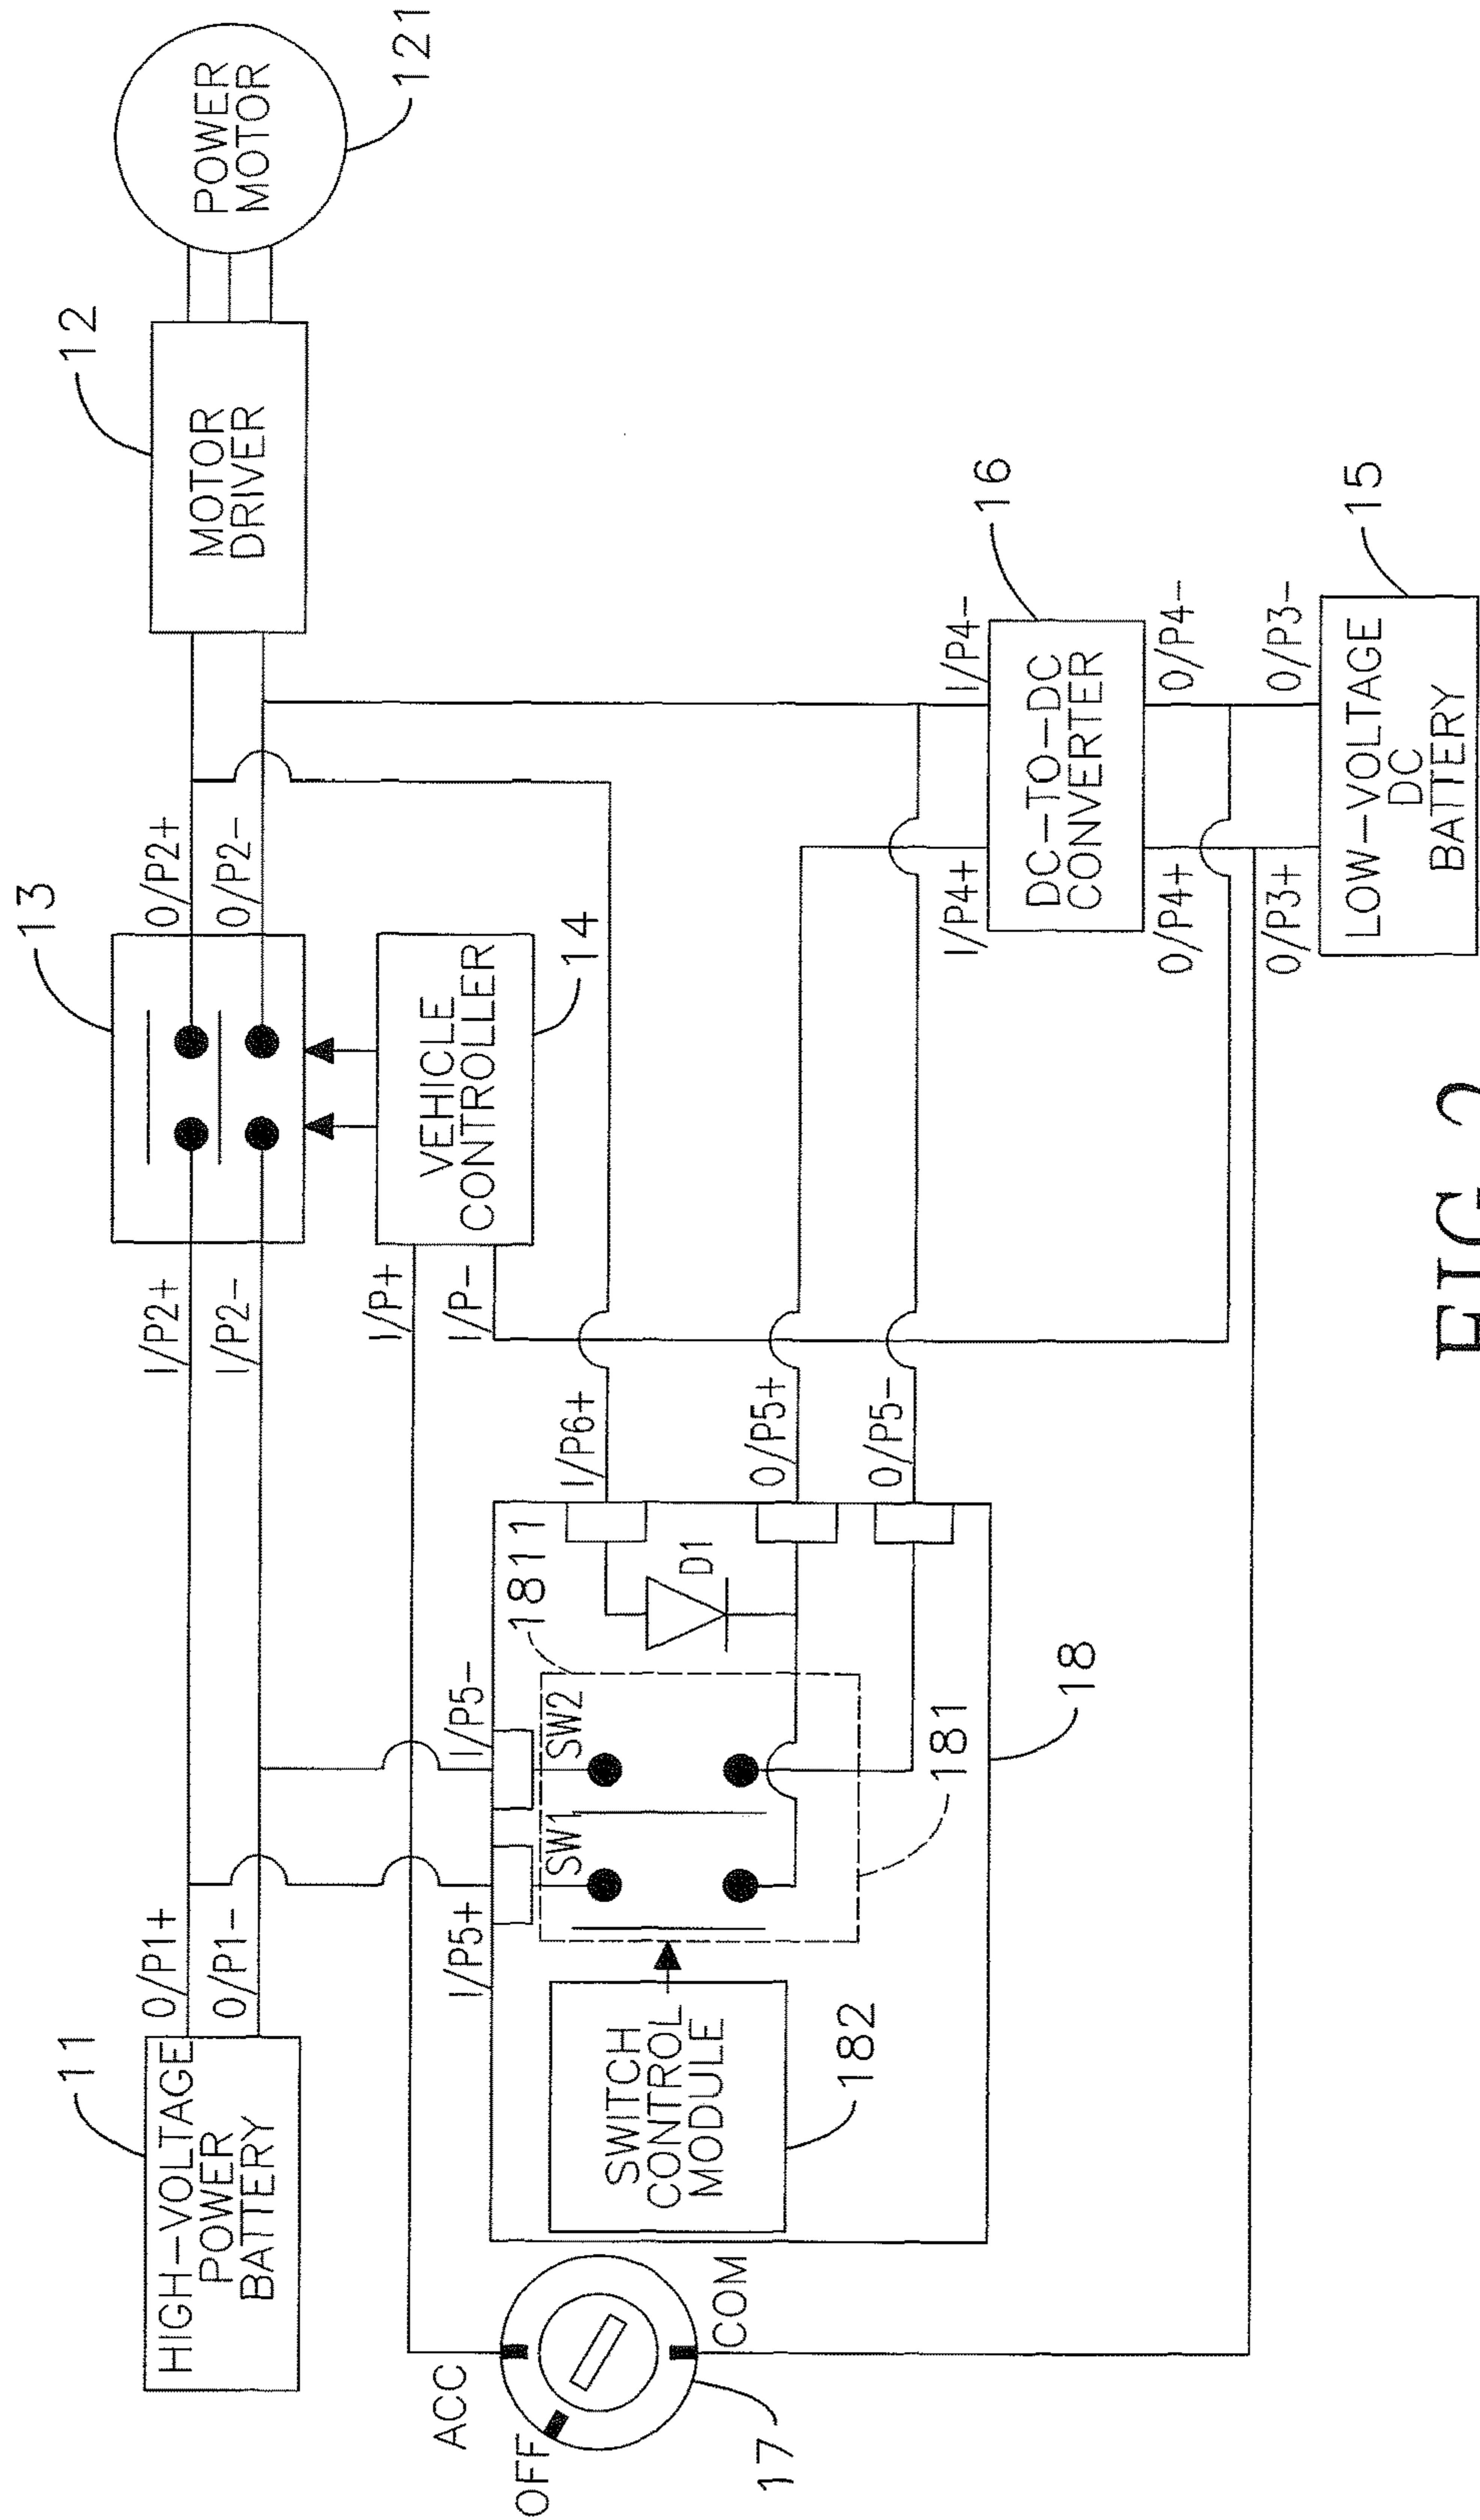 11
HIGH-VOLTAGE
POWER
BATTERY
O/P1+
O/P1-
I/P2+
I/P2-
13
O/P2+
O/P2-
12
MOTOR
DRIVER
POWER
MOTOR
121
VEHICLE
CONTROLLER
14
I/P+
I/P-
ACC
OFF
COM
17
I/P5+
I/P5-
SW1
SW2
1811
D1
I/P6+
O/P5+
O/P5-
SWITCH
CONTROL
MODULE
182
181
18
I/P4+
I/P4-
16
DC-TO-DC
CONVERTER
O/P4+
O/P4-
O/P3+
O/P3-
15
LOW-VOLTAGE
DC
BATTERY